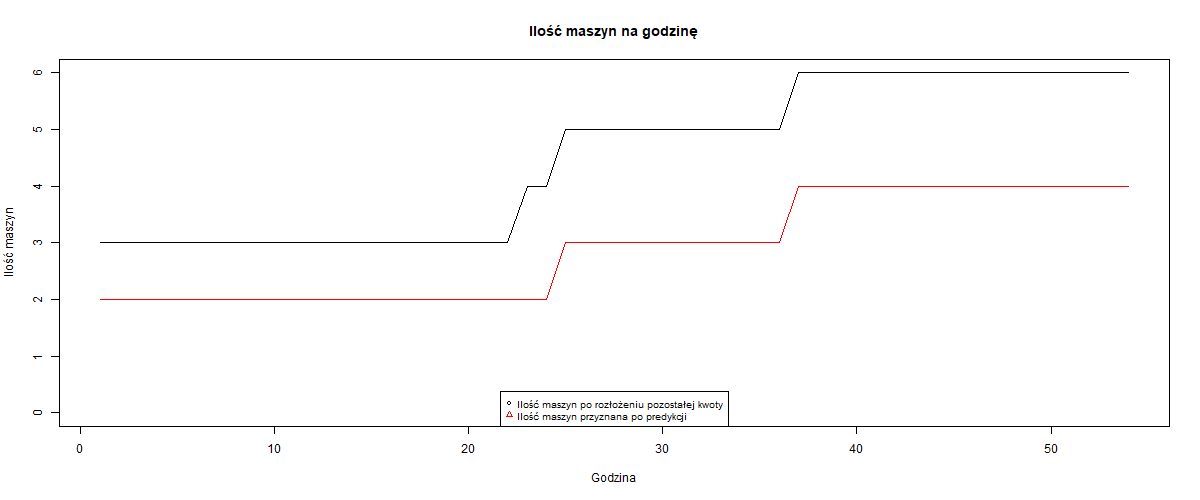 Ilość maszyn na godzinę
Ilość maszyn
6
5
4
3
2
1
0
Ilość maszyn po rozłożeniu pozostałej kwoty
Ilość maszyn przyznana po predykcji
0 10 20 30 40 50
Godzina